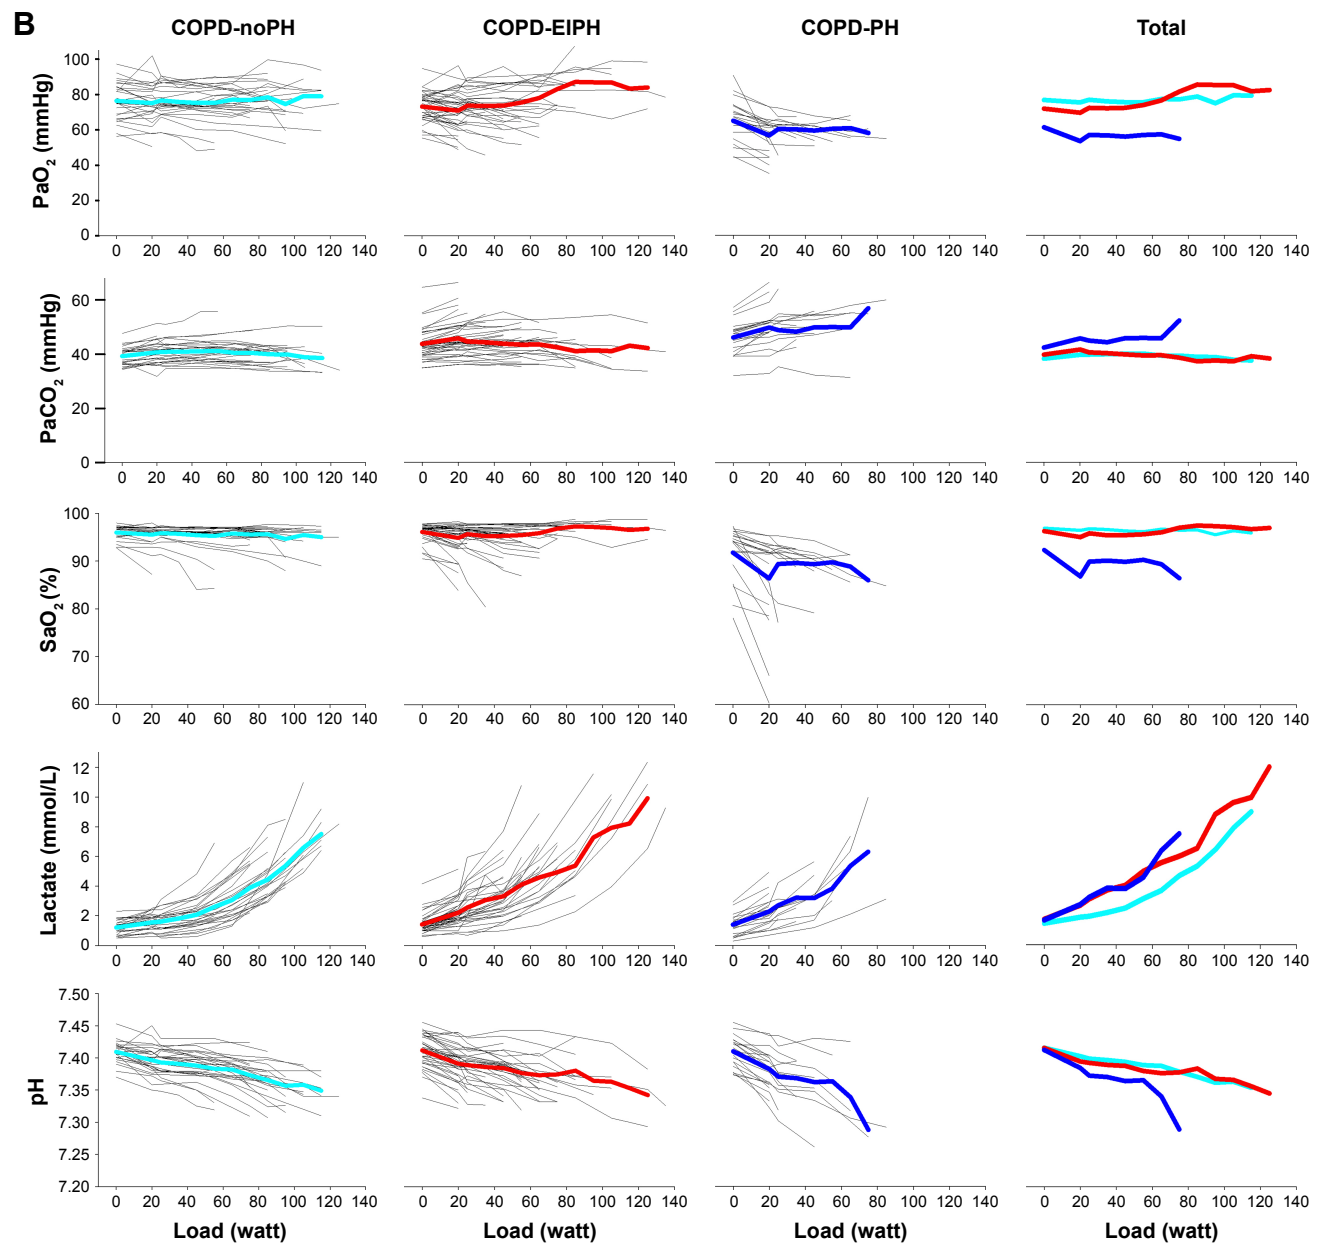 B
COPD-noPH COPD-EIPH COPD-PH Total
PaO2 (mmHg)
100
80
60
40
20
0
0 20 40 60 80 100 120 140 0 20 40 60 80 100 120 140 0 20 40 60 80 100 120 140 0 20 40 60 80 100 120 140
PaCO2 (mmHg)
60
40
20
0
0 20 40 60 80 100 120 140 0 20 40 60 80 100 120 140 0 20 40 60 80 100 120 140 0 20 40 60 80 100 120 140
SaO2 (%)
100
90
80
70
60
0 20 40 60 80 100 120 140 0 20 40 60 80 100 120 140 0 20 40 60 80 100 120 140 0 20 40 60 80 100 120 140
Lactate (mmol/L)
12
10
8
6
4
2
0
0 20 40 60 80 100 120 140 0 20 40 60 80 100 120 140 0 20 40 60 80 100 120 140 0 20 40 60 80 100 120 140
pH
7.50
7.45
7.40
7.35
7.30
7.25
7.20
0 20 40 60 80 100 120 140 0 20 40 60 80 100 120 140 0 20 40 60 80 100 120 140 0 20 40 60 80 100 120 140
Load (watt) Load (watt) Load (watt) Load (watt)